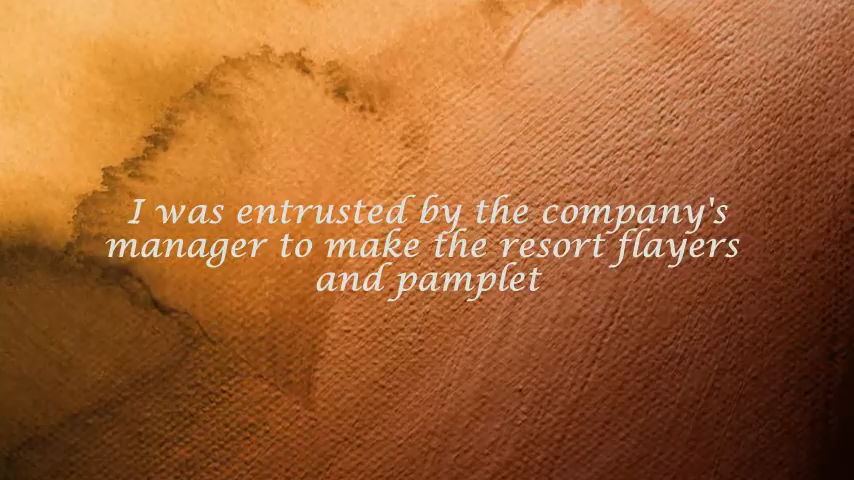 I was entrusted by the company's
manager to make the resort flayers
and pamplet